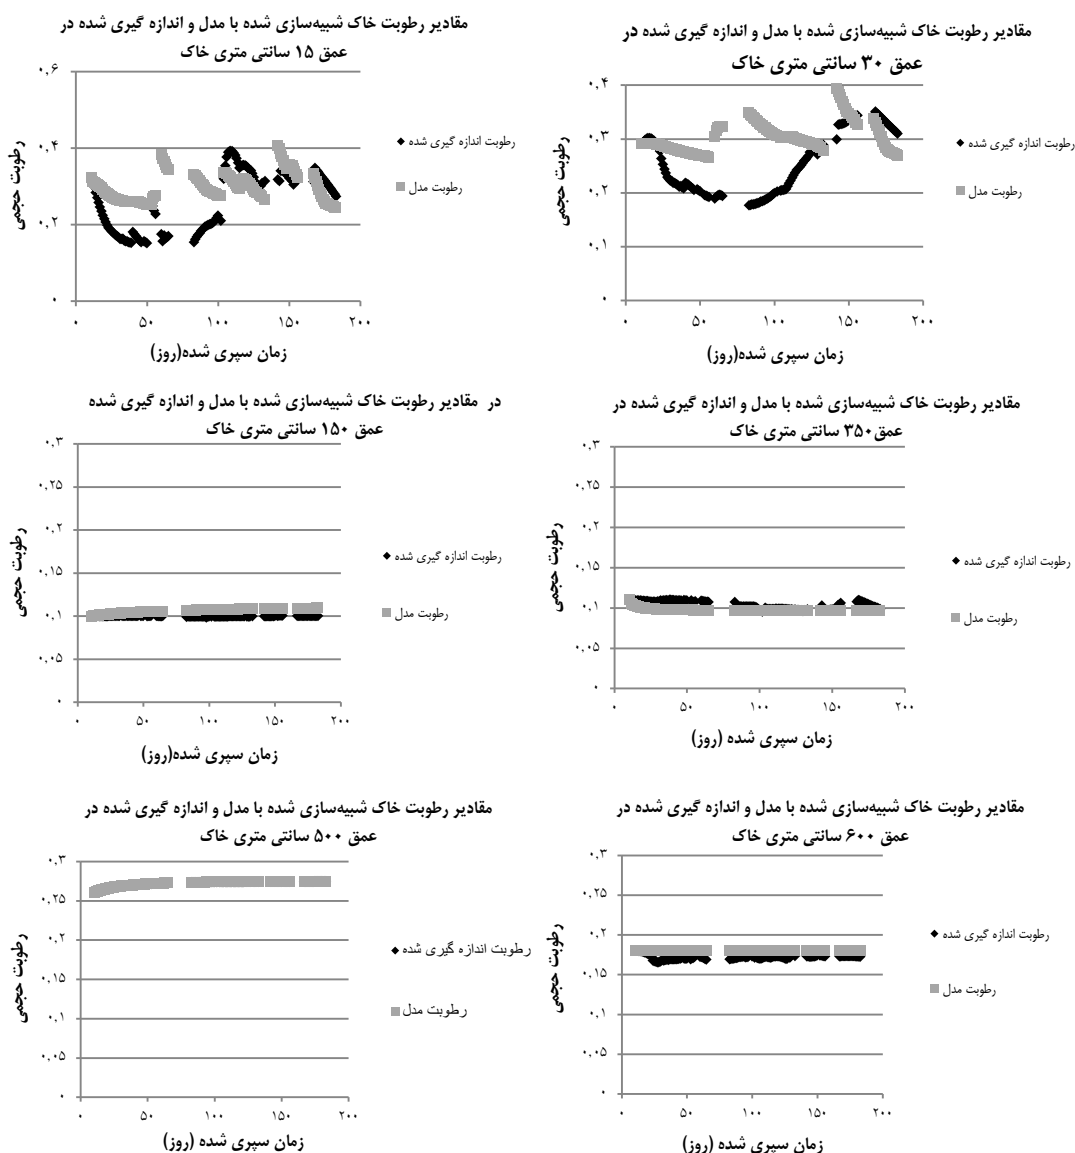 مقادیر رطوبت خاک شبیه‌سازی شده با مدل و اندازه گیری شده در
عمق ۱۵ سانتی متری خاک
۰,۶
۰,۴
۰,۲
۰
۰
۵۰
۱۰۰
۱۵۰
۲۰۰
رطوبت حجمی
زمان سپری شده(روز)
رطوبت اندازه گیری شده
رطوبت مدل
مقادیر رطوبت خاک شبیه‌سازی شده با مدل و اندازه گیری شده در
عمق ۳۰ سانتی متری خاک
۰,۴
۰,۳
۰,۲
۰,۱
۰
۰
۵۰
۱۰۰
۱۵۰
۲۰۰
رطوبت حجمی
زمان سپری شده(روز)
رطوبت اندازه گیری شده
رطوبت مدل
در مقادیر رطوبت خاک شبیه‌سازی شده با مدل و اندازه گیری شده
عمق ۱۵۰ سانتی متری خاک
۰,۳
۰,۲۵
۰,۲
۰,۱۵
۰,۱
۰,۰۵
۰
۰
۵۰
۱۰۰
۱۵۰
۲۰۰
رطوبت حجمی
زمان سپری شده(روز)
رطوبت اندازه گیری شده
رطوبت مدل
مقادیر رطوبت خاک شبیه‌سازی شده با مدل و اندازه گیری شده در
عمق۳۵۰ سانتی متری خاک
۰,۳
۰,۲۵
۰,۲
۰,۱۵
۰,۱
۰,۰۵
۰
۰
۵۰
۱۰۰
۱۵۰
۲۰۰
رطوبت حجمی
زمان سپری شده (روز)
رطوبت اندازه گیری شده
رطوبت مدل
مقادیر رطوبت خاک شبیه‌سازی شده با مدل و اندازه گیری شده در
عمق ۵۰۰ سانتی متری خاک
۰,۳
۰,۲۵
۰,۲
۰,۱۵
۰,۱
۰,۰۵
۰
۰
۵۰
۱۰۰
۱۵۰
۲۰۰
رطوبت حجمی
زمان سپری شده (روز)
رطوبت اندازه گیری شده
رطوبت مدل
مقادیر رطوبت خاک شبیه‌سازی شده با مدل و اندازه گیری شده در
عمق ۶۰۰ سانتی متری خاک
۰,۳
۰,۲۵
۰,۲
۰,۱۵
۰,۱
۰,۰۵
۰
۰
۵۰
۱۰۰
۱۵۰
۲۰۰
رطوبت حجمی
زمان سپری شده (روز)
رطوبت اندازه گیری شده
رطوبت مدل